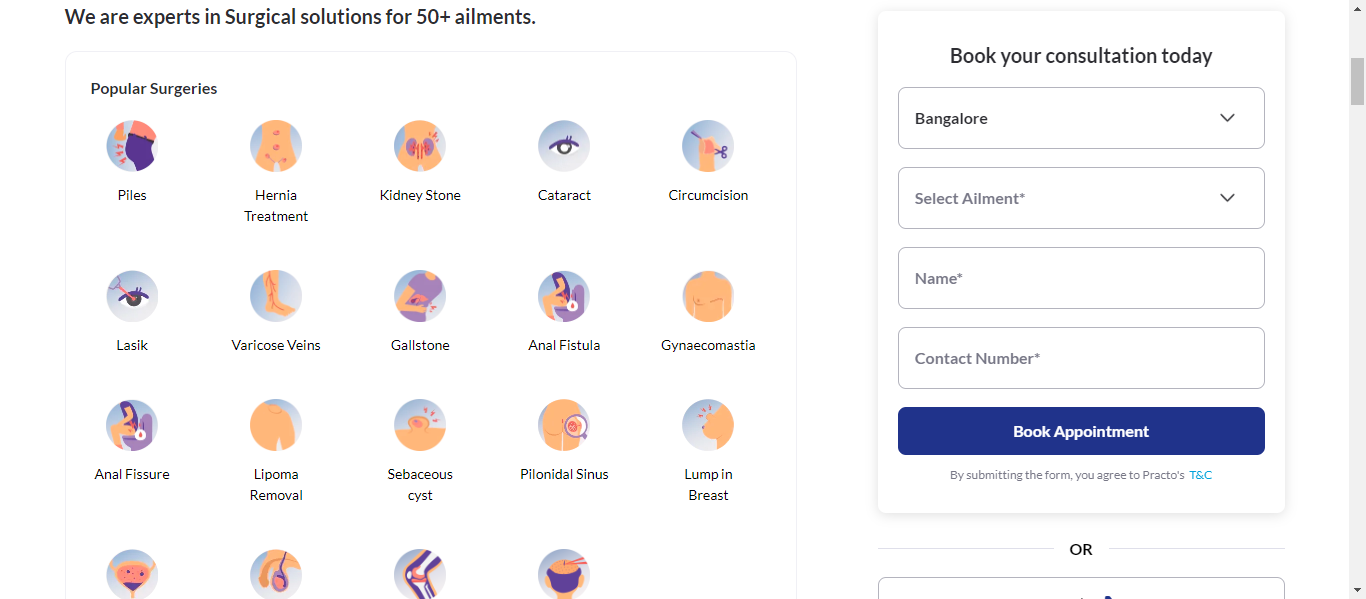 We are experts in Surgical solutions for 50+ ailments.
Popular Surgeries
Piles
Hernia
Treatment
Kidney Stone
Cataract
Circumcision
Lasik
Varicose Veins
Gallstone
Anal Fistula
Gynaecomastia
Anal Fissure
Lipoma
Removal
Sebaceous
cyst
Pilonidal Sinus
Lump in
Breast
Book your consultation today
Bangalore
Select Ailment*
Name*
Contact Number*
Book Appointment
By submitting the form, you agree to Practo's T&C
OR